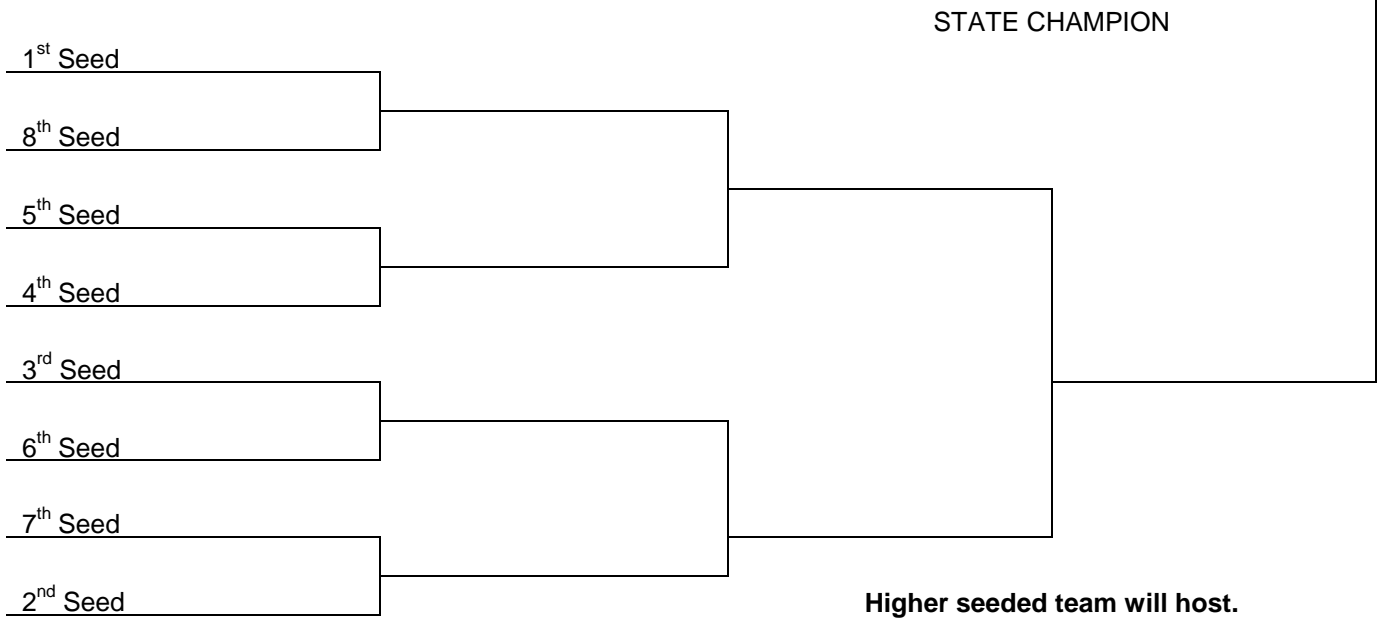 STATE CHAMPION
1st Seed
8th Seed
5th Seed
4th Seed
3rd Seed
6th Seed
7th Seed
2nd Seed
Higher seeded team will host.